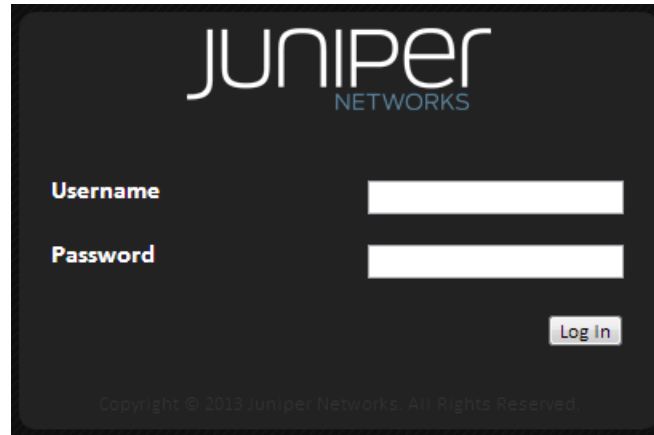 JUNIPER
NETWORKS
Username
Password
Log In
Copyright © 2013 Juniper Networks. All Rights Reserved.